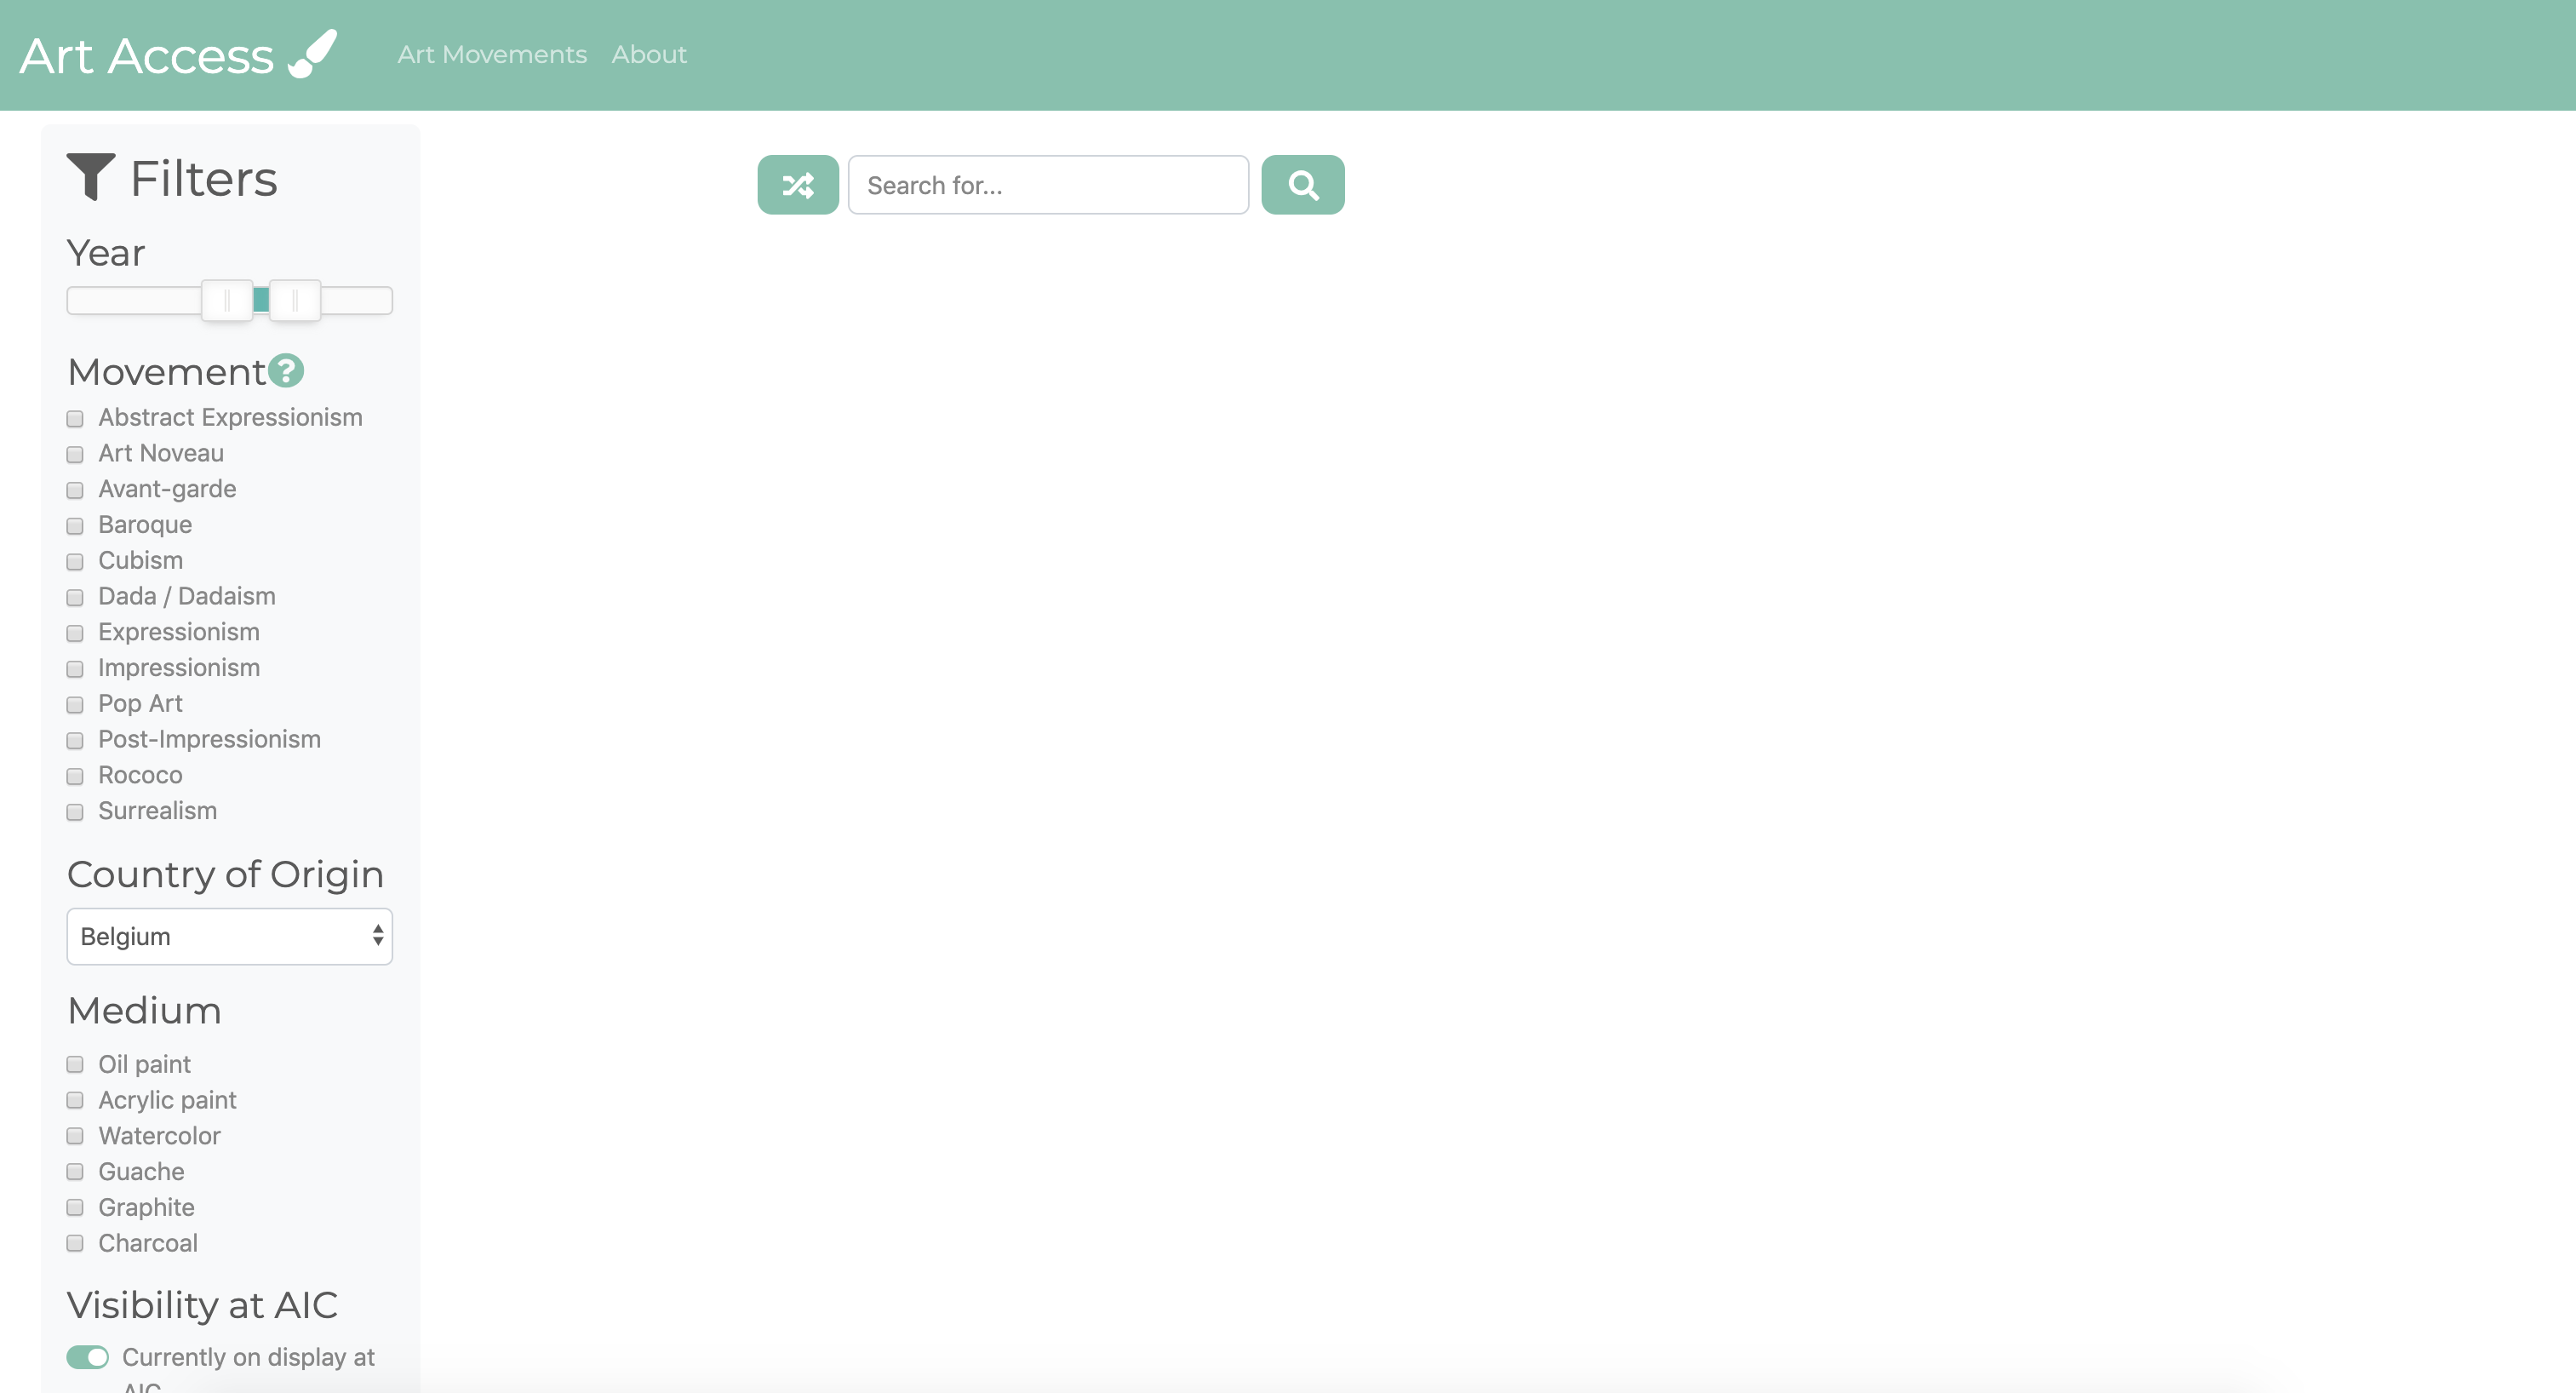 Art Access
Art Movements
About
Filters
Search for...
Year
Movement
?
Abstract Expressionism
Art Noveau
Avant-garde
Baroque
Cubism
Dada / Dadaism
Expressionism
Impressionism
Pop Art
Post-Impressionism
Rococo
Surrealism
Country of Origin
Belgium
Medium
Oil paint
Acrylic paint
Watercolor
Guache
Graphite
Charcoal
Visibility at AIC
Currently on display at
AIC